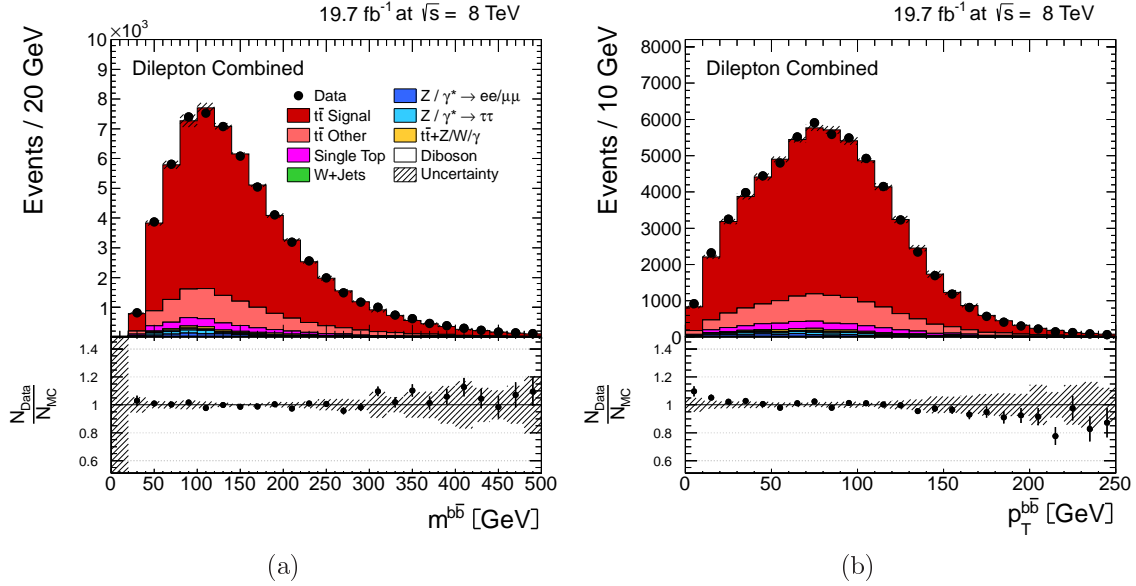 19.7 fb⁻¹ at √s = 8 TeV
×10³
Events / 20 GeV
10
9
8
7
6
5
4
3
2
1
Dilepton Combined
Data
tt̄ Signal
tt̄ Other
Single Top
W+Jets
Z / γ* → ee/μμ
Z / γ* → ττ
tt̄+Z/W/γ
Diboson
Uncertainty
N_Data
N_MC
1.4
1.2
1
0.8
0.6
0 50 100 150 200 250 300 350 400 450 500
m^{bb̄} [GeV]
(a)
19.7 fb⁻¹ at √s = 8 TeV
Events / 10 GeV
8000
7000
6000
5000
4000
3000
2000
1000
0
Dilepton Combined
N_Data
N_MC
1.4
1.2
1
0.8
0.6
0 50 100 150 200 250
p_T^{bb̄} [GeV]
(b)